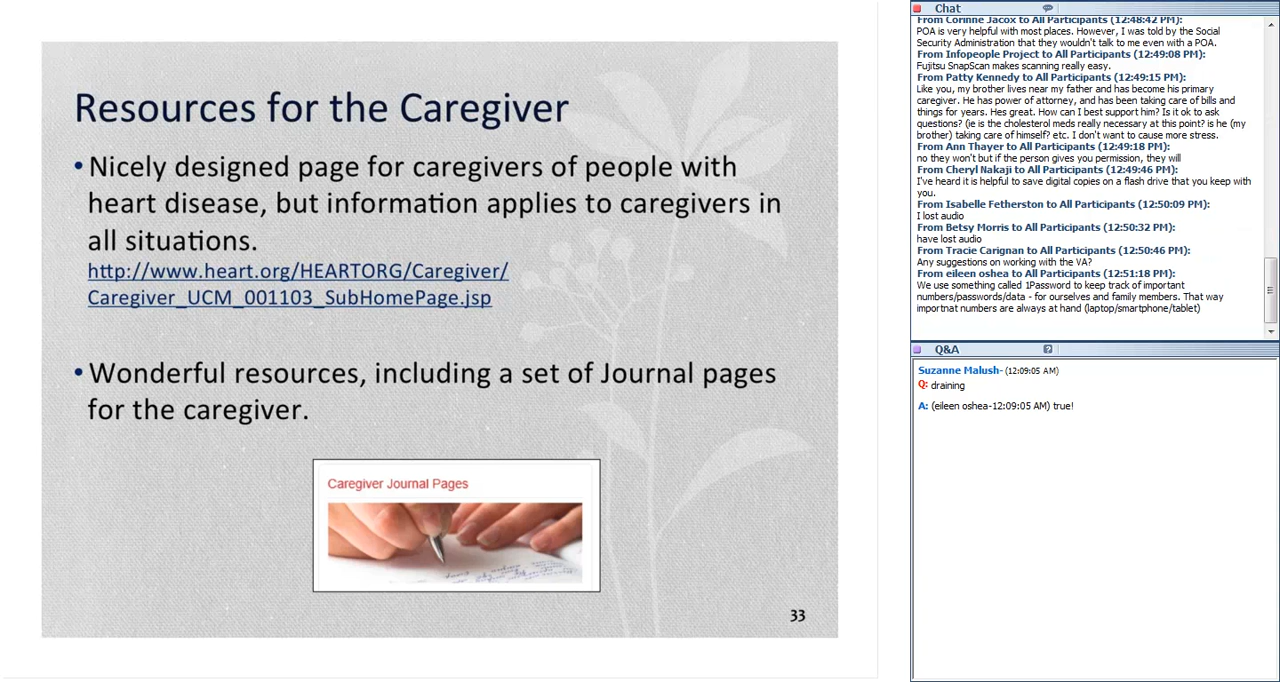 Resources for the Caregiver
• Nicely designed page for caregivers of people with
heart disease, but information applies to caregivers in
all situations.
http://www.heart.org/HEARTORG/Caregiver/
Caregiver_UCM_001103_SubHomePage.jsp
• Wonderful resources, including a set of Journal pages
for the caregiver.
Caregiver Journal Pages
33
Chat
From Corinne Jacox to All Participants (12:48:42 PM):
POA is very helpful with most places. However, I was told by the Social
Security Administration that they wouldn't talk to me even with a POA.
From Infopeople Project to All Participants (12:49:08 PM):
Fujitsu SnapScan makes scanning really easy.
From Patty Kennedy to All Participants (12:49:15 PM):
Like you, my brother lives near my father and has become his primary
caregiver. He has power of attorney, and has been taking care of bills and
things for years. Hes great. How can I best support him? Is it ok to ask
questions? (ie is the cholesterol meds really necessary at this point? is he (my
brother) taking care of himself? etc. I don't want to cause more stress.
From Ann Thayer to All Participants (12:49:18 PM):
no they won't but if the person gives you permission, they will
From Cheryl Nakaji to All Participants (12:49:46 PM):
I've heard it is helpful to save digital copies on a flash drive that you keep with
you.
From Isabelle Fetherston to All Participants (12:50:09 PM):
I lost audio
From Betsy Morris to All Participants (12:50:32 PM):
have lost audio
From Tracie Carignan to All Participants (12:50:46 PM):
Any suggestions on working with the VA?
From eileen oshea to All Participants (12:51:18 PM):
We use something called 1Password to keep track of important
numbers/passwords/data - for ourselves and family members. That way
importnat numbers are always at hand (laptop/smartphone/tablet)
Q&A
Suzanne Malush- (12:09:05 AM)
Q: draining
A: (eileen oshea-12:09:05 AM) true!